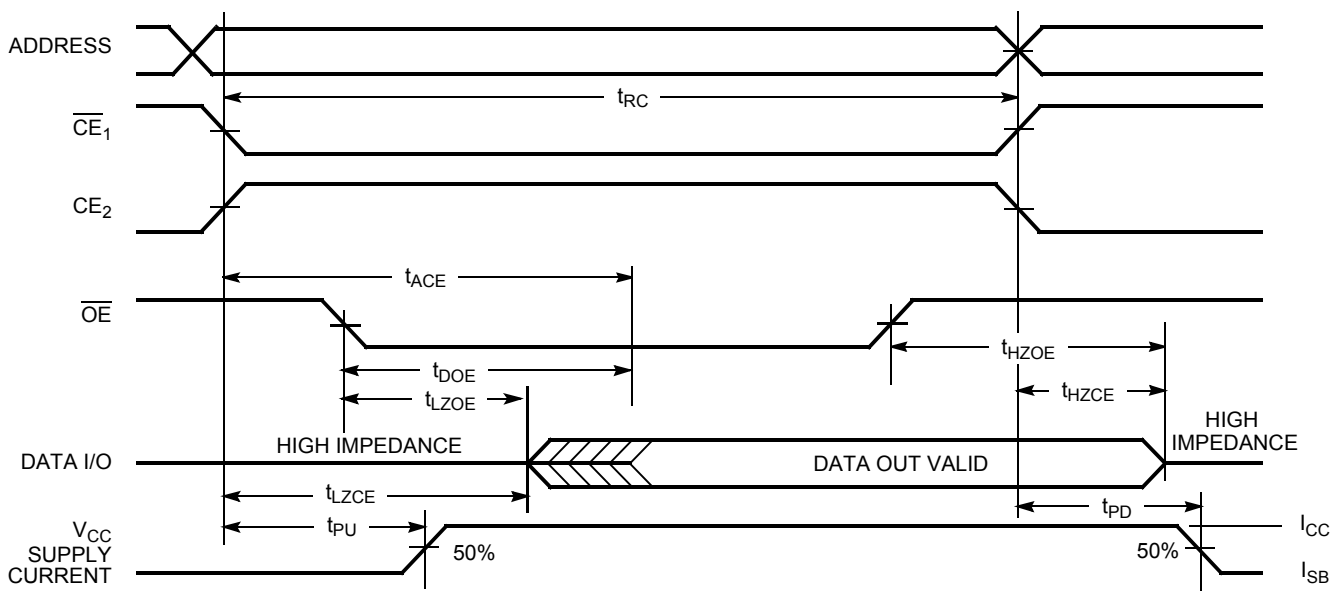 ADDRESS
tRC
CE1
CE2
tACE
OE
tHZOE
tDOE
tHZCE
tLZOE
HIGH IMPEDANCE
HIGH
IMPEDANCE
DATA I/O
DATA OUT VALID
tLZCE
tPD
tPU
VCC
SUPPLY
CURRENT
50%
50%
ICC
ISB